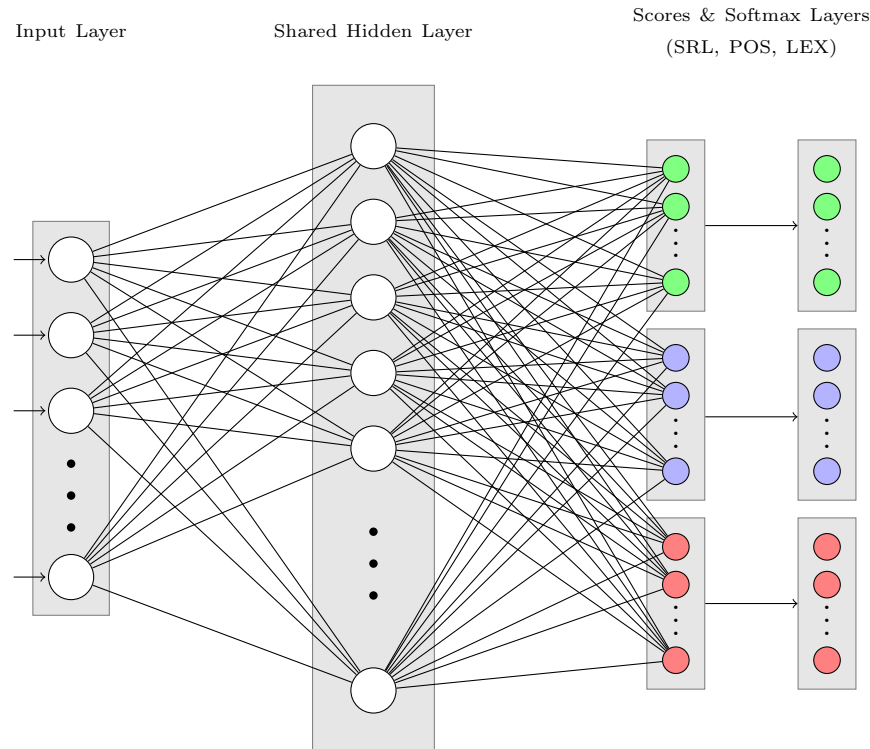 Input Layer
Shared Hidden Layer
Scores & Softmax Layers
(SRL, POS, LEX)